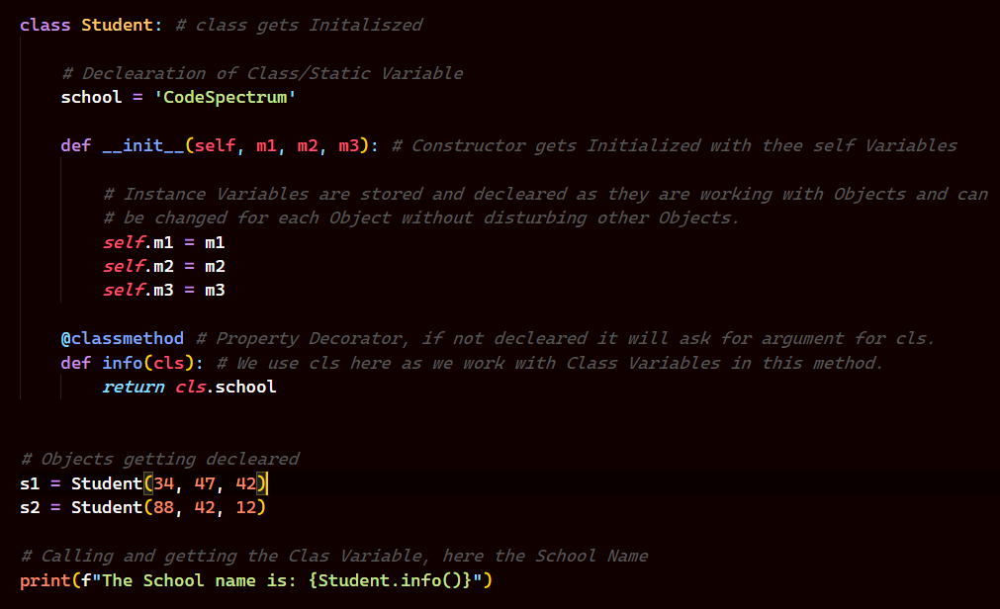 class Student: # class gets Initaliszed
# Declearation of Class/Static Variable
school = 'CodeSpectrum'
def __init__(self, m1, m2, m3): # Constructor gets Initialized with thee self Variables
# Instance Variables are stored and decleared as they are working with Objects and can
# be changed for each Object without disturbing other Objects.
self.m1 = m1
self.m2 = m2
self.m3 = m3
@classmethod # Property Decorator, if not decleared it will ask for argument for cls.
def info(cls): # We use cls here as we work with Class Variables in this method.
return cls.school
# Objects getting decleared
s1 = Student(34, 47, 42)
s2 = Student(88, 42, 12)
# Calling and getting the Clas Variable, here the School Name
print(f"The School name is: {Student.info()}")